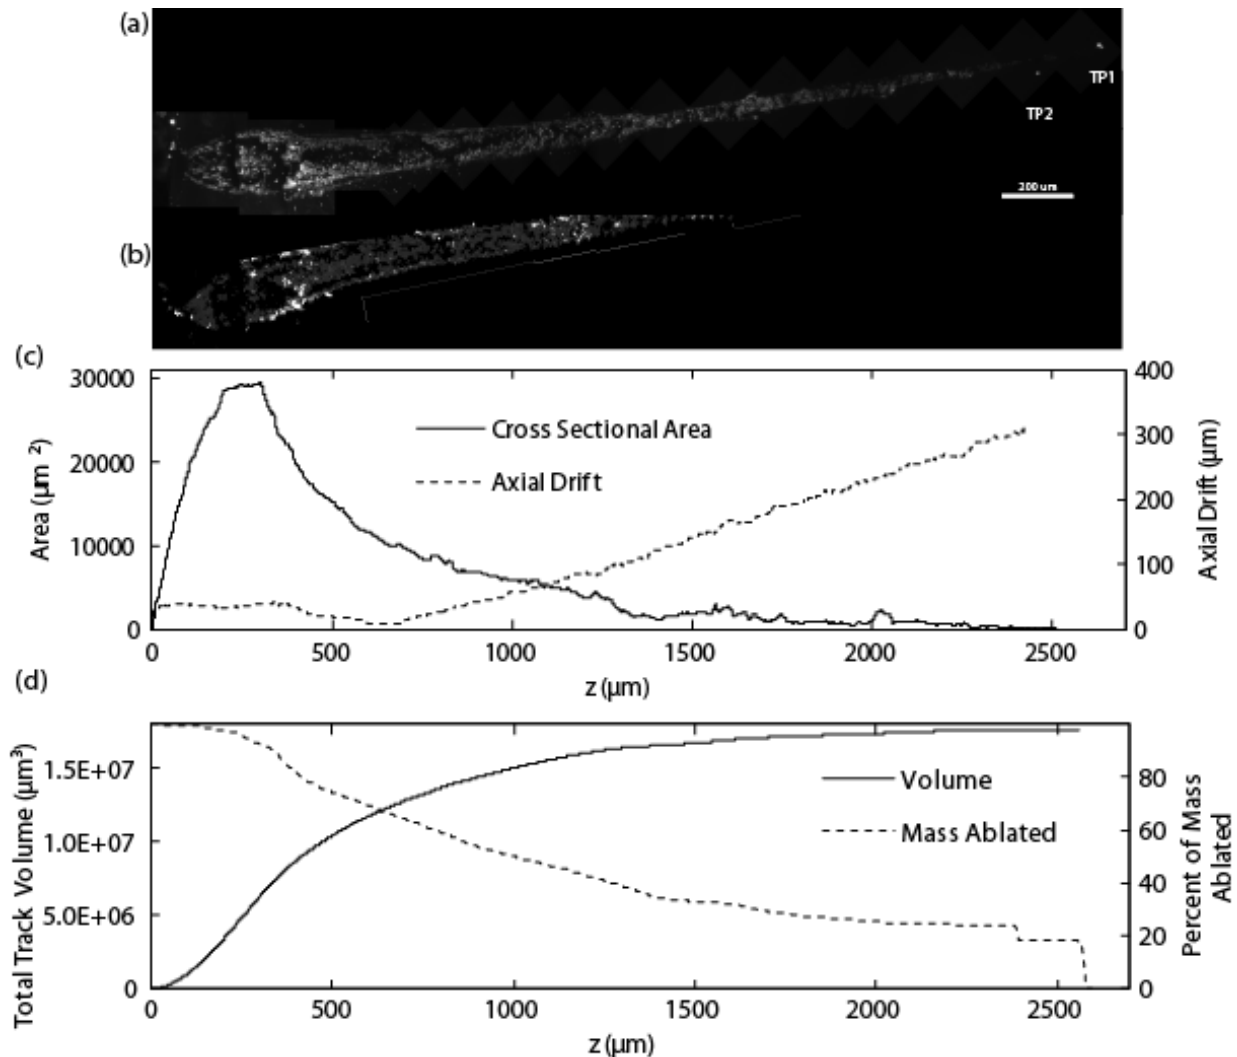 (a)
TP1
TP2
200 um
(b)
(c)
30000
20000
10000
0
Area (µm ²)
Cross Sectional Area
Axial Drift
400
300
200
100
0
Axial Drift (µm)
0 500 1000 1500 2000 2500
z (µm)
(d)
1.5E+07
1.0E+07
5.0E+06
0
Total Track Volume (µm³)
Volume
Mass Ablated
80
60
40
20
0
Percent of Mass
Ablated
0 500 1000 1500 2000 2500
z (µm)